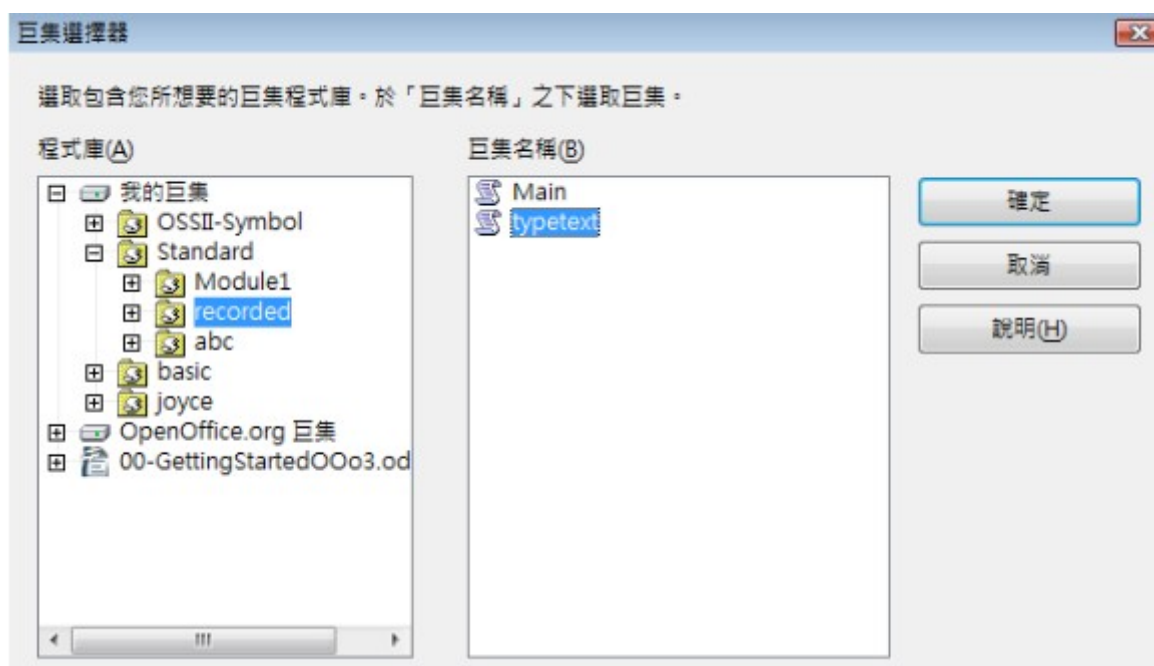 巨集選擇器
選取包含您所想要的巨集程式庫。於「巨集名稱」之下選取巨集。
程式庫(A)
巨集名稱(B)
我的巨集
OSSII-Symbol
Standard
Module1
recorded
abc
basic
joyce
OpenOffice.org 巨集
00-GettingStartedOOo3.od
Main
typetext
確定
取消
說明(H)